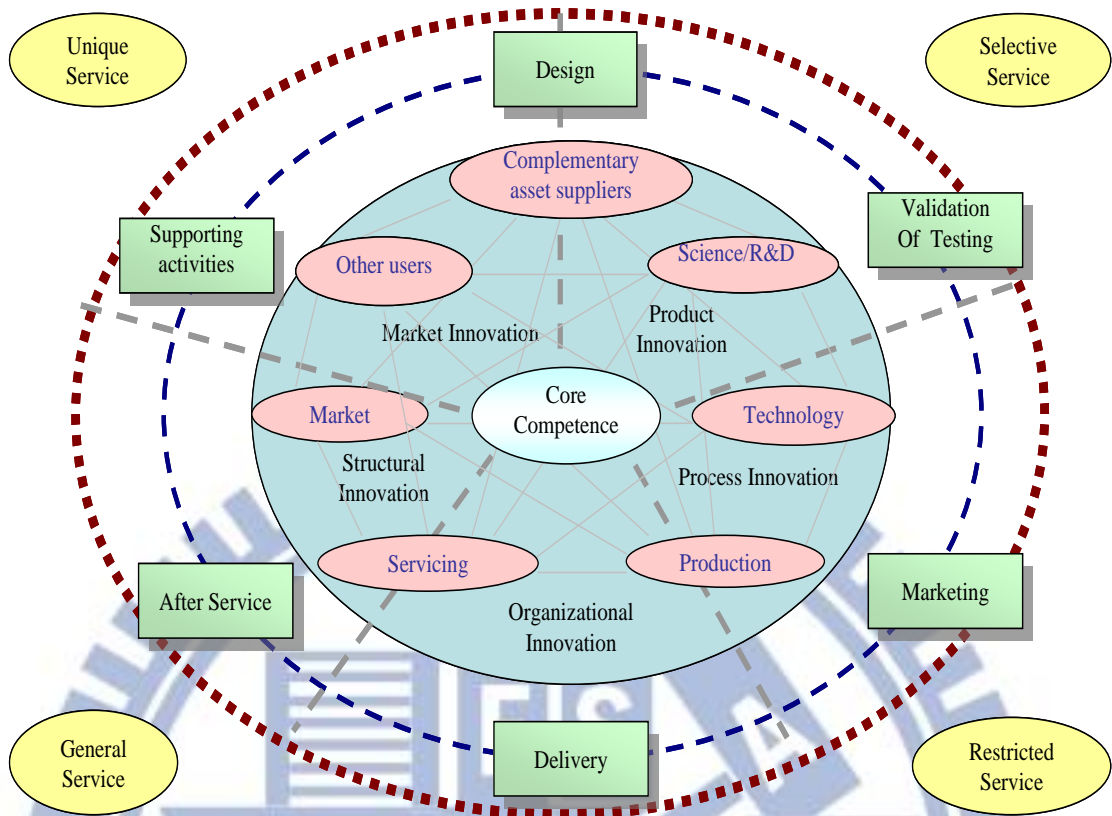 Unique
Service
Design
Selective
Service
Complementary
asset suppliers
Supporting
activities
Validation
Of Testing
Other users
Science/R&D
Market Innovation
Product
Innovation
Core
Competence
Market
Technology
Structural
Innovation
Process Innovation
Servicing
Production
After Service
Marketing
Organizational
Innovation
General
Service
Delivery
Restricted
Service